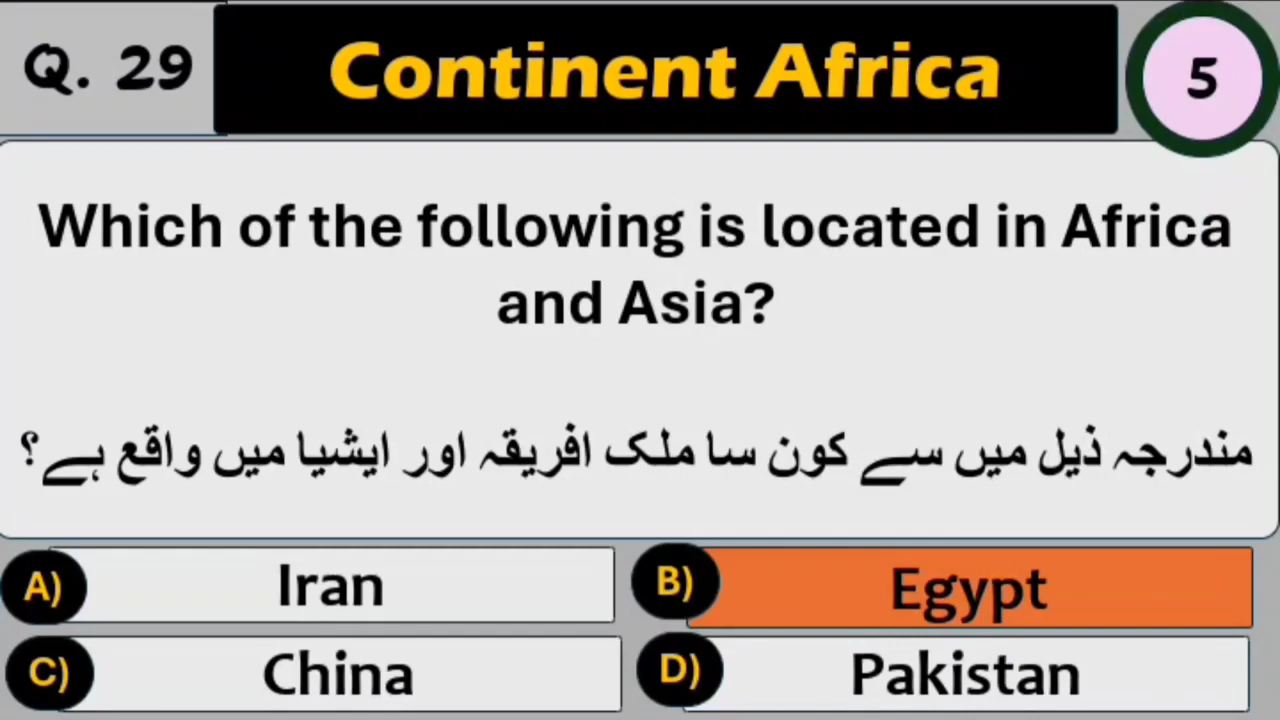 Q. 29
Continent Africa
5
Which of the following is located in Africa
and Asia?
مندرجہ ذیل میں سے کون سا ملک افریقہ اور ایشیا میں واقع ہے؟
A) Iran
B) Egypt
C) China
D) Pakistan